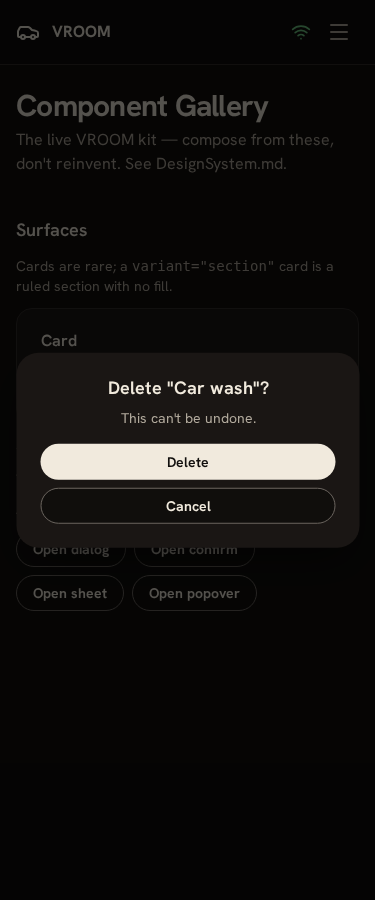 VROOM
Component Gallery
The live VROOM kit — compose from these,
don't reinvent. See DesignSystem.md.
Surfaces
Cards are rare; a variant="section" card is a
ruled section with no fill.
Card
Delete "Car wash"?
This can't be undone.
Delete
Cancel
Open dialog Open confirm
Open sheet Open popover